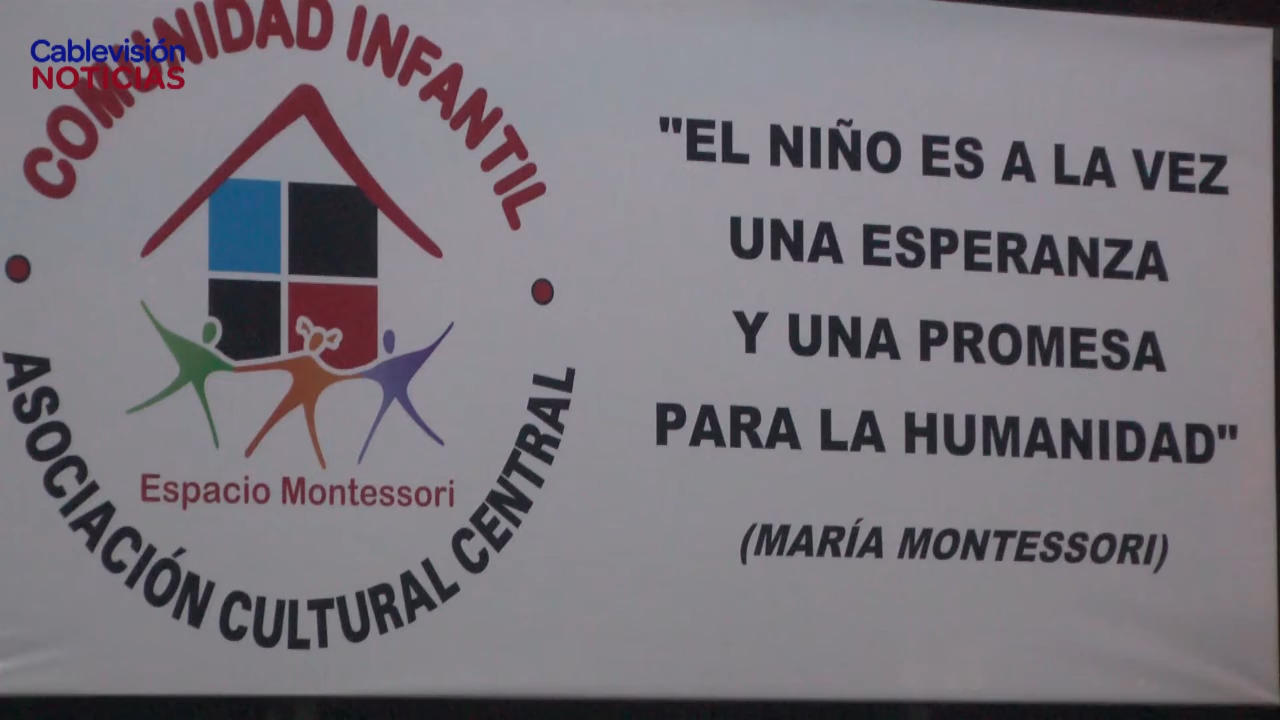 Cablevisión
NOTICIAS
COMUNIDAD INFANTIL
Espacio Montessori
ASOCIACIÓN CULTURAL CENTRAL
"EL NIÑO ES A LA VEZ
UNA ESPERANZA
Y UNA PROMESA
PARA LA HUMANIDAD"
(MARÍA MONTESSORI)